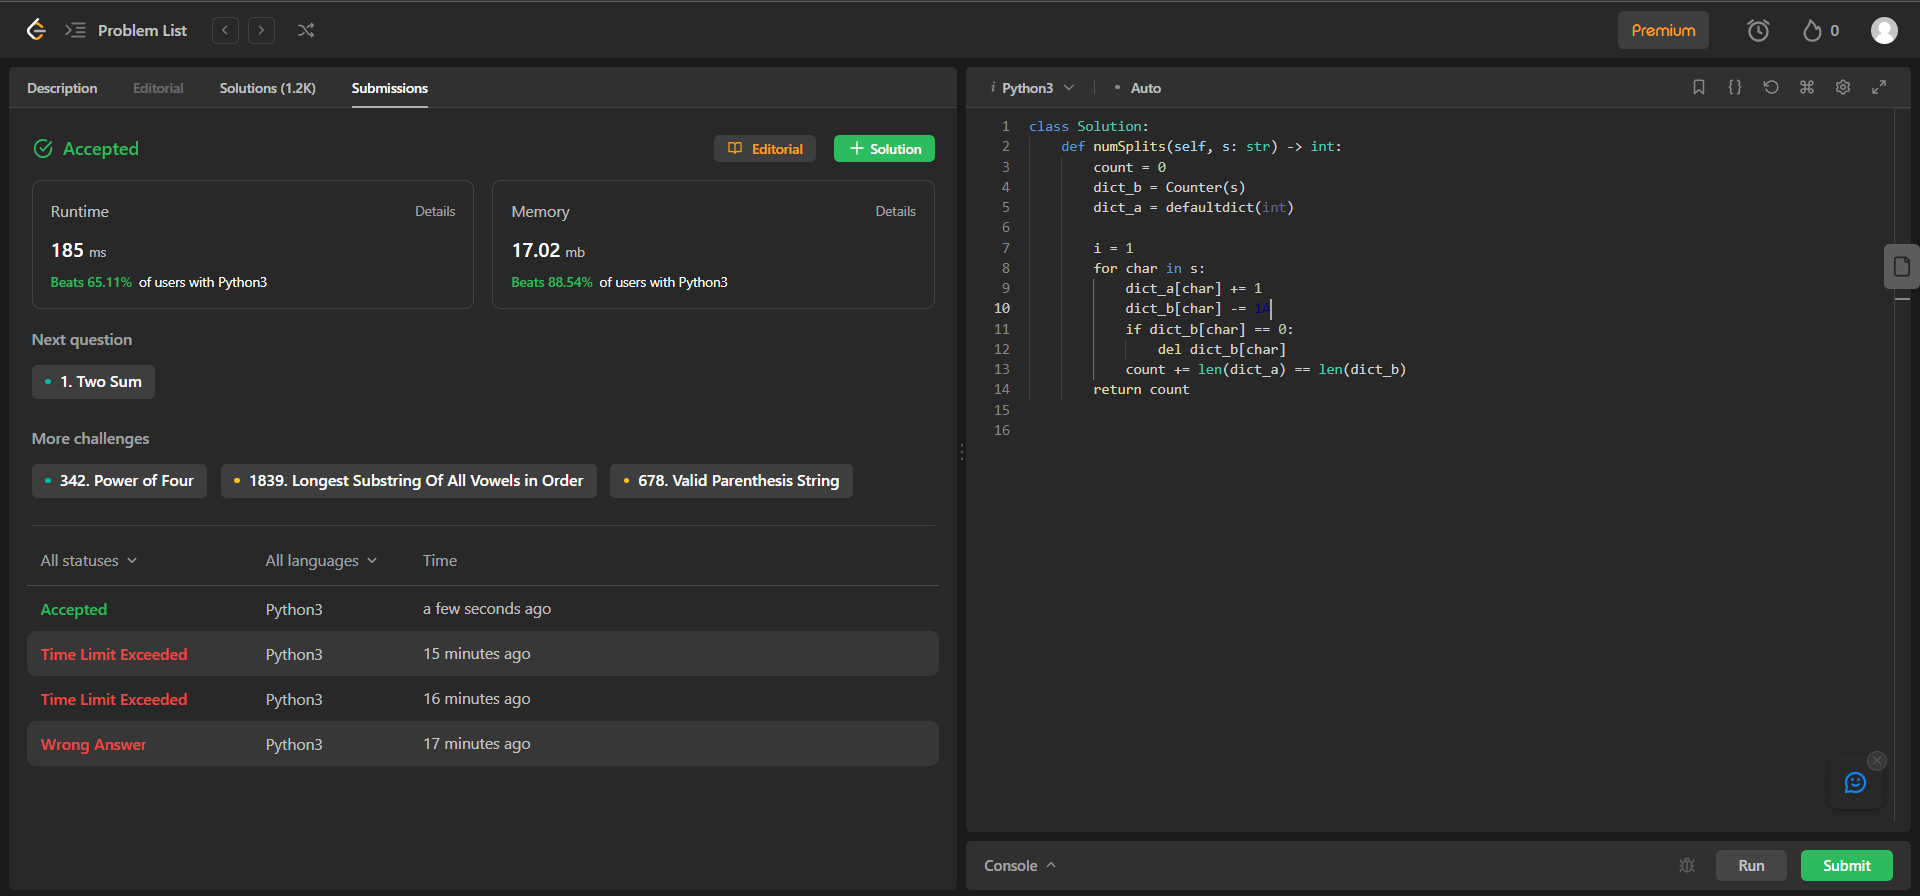 Problem List
Premium
0
Description Editorial Solutions (1.2K) Submissions
Accepted
Editorial
Solution
Runtime Details
185 ms
Beats 65.11% of users with Python3
Memory Details
17.02 mb
Beats 88.54% of users with Python3
Next question
1. Two Sum
More challenges
342. Power of Four
1839. Longest Substring Of All Vowels in Order
678. Valid Parenthesis String
All statuses All languages Time
Accepted Python3 a few seconds ago
Time Limit Exceeded Python3 15 minutes ago
Time Limit Exceeded Python3 16 minutes ago
Wrong Answer Python3 17 minutes ago
i Python3 • Auto
1 class Solution:
2 def numSplits(self, s: str) -> int:
3 count = 0
4 dict_b = Counter(s)
5 dict_a = defaultdict(int)
6
7 i = 1
8 for char in s:
9 dict_a[char] += 1
10 dict_b[char] -= 1A
11 if dict_b[char] == 0:
12 del dict_b[char]
13 count += len(dict_a) == len(dict_b)
14 return count
15
16
Console
Run
Submit